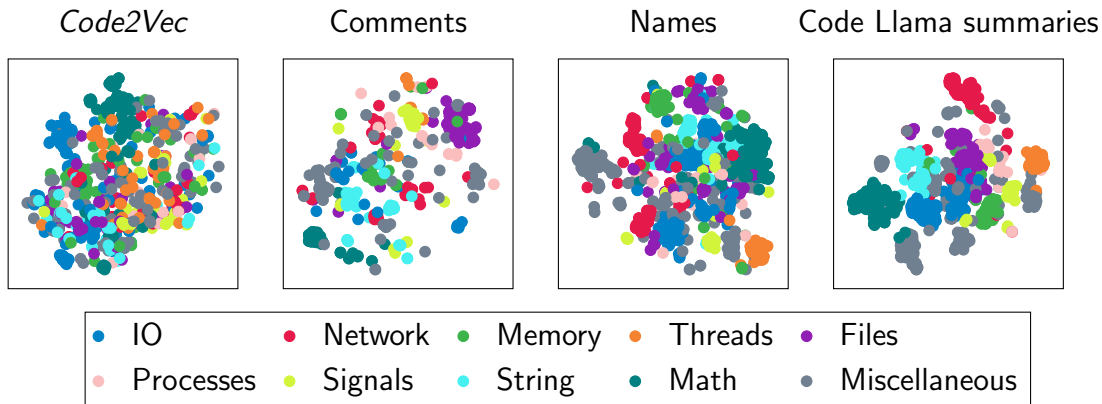 Code2Vec Comments Names Code Llama summaries
IO Network Memory Threads Files
Processes Signals String Math Miscellaneous